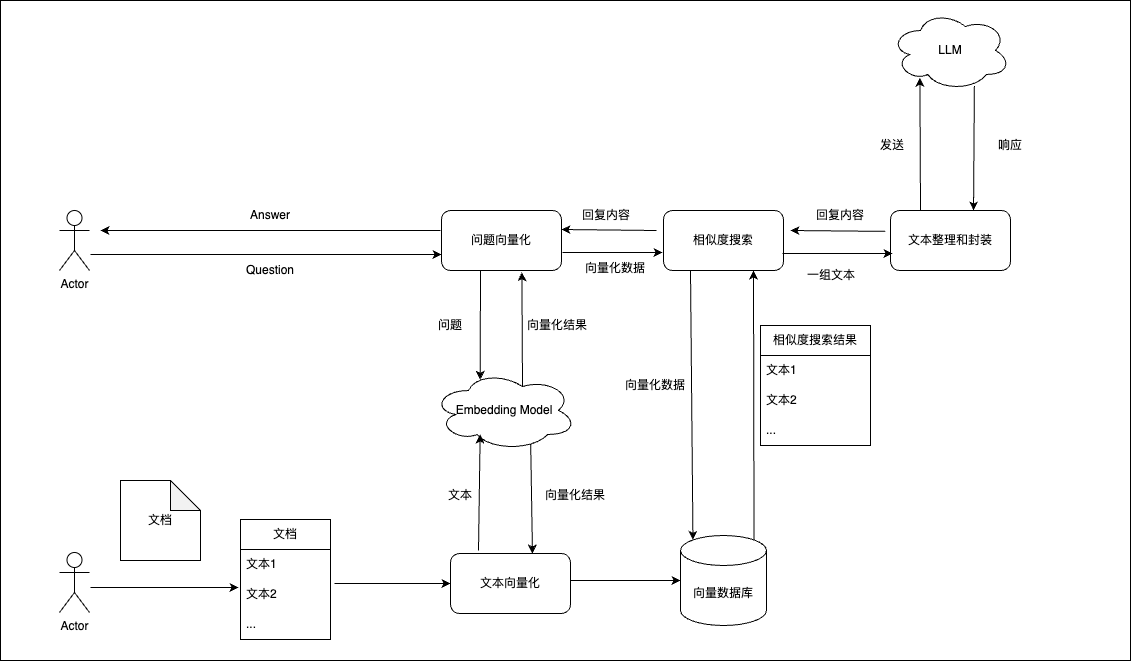 LLM
发送
响应
Answer
回复内容
回复内容
问题向量化
相似度搜索
文本整理和封装
Question
向量化数据
一组文本
Actor
问题
向量化结果
相似度搜索结果
文本1
文本2
...
向量化数据
Embedding Model
文本
向量化结果
文档
文档
文本1
文本2
...
文本向量化
向量数据库
Actor